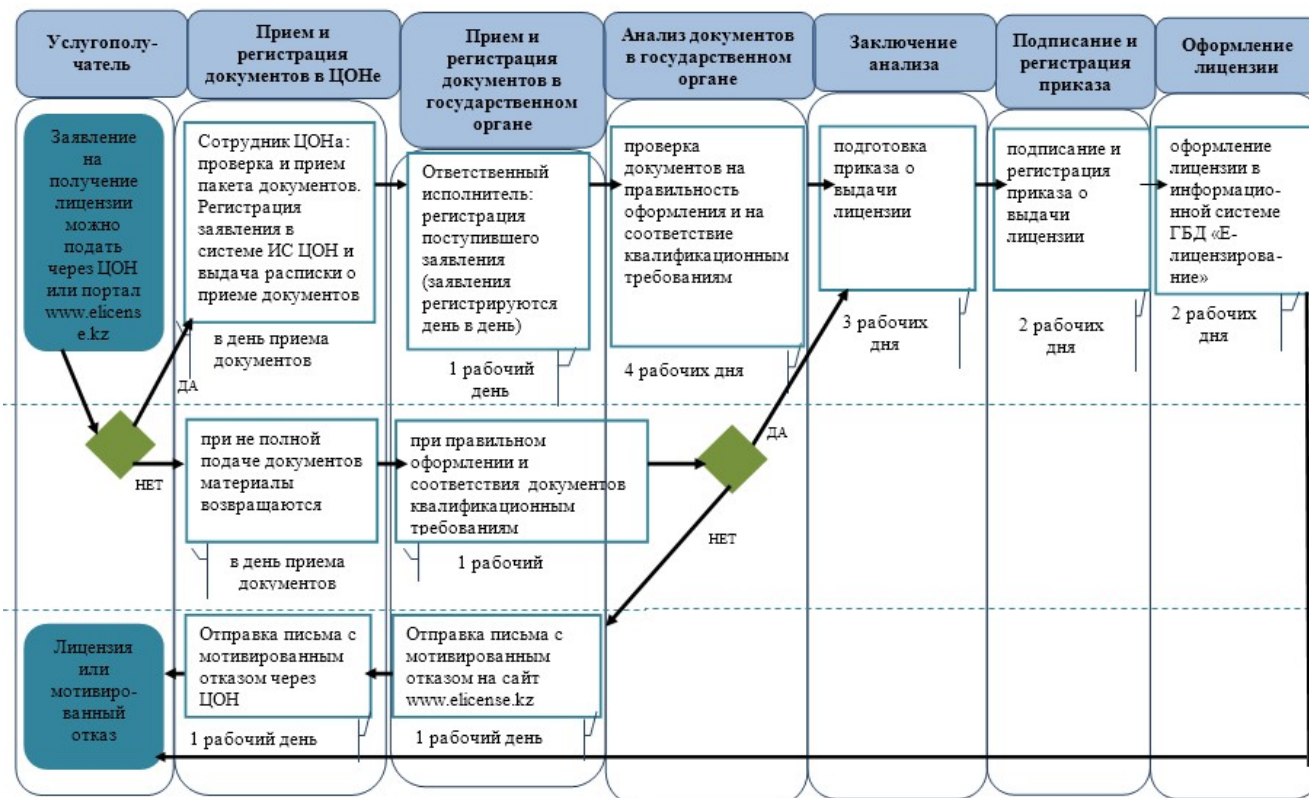 Услугополу-
чатель
Прием и
регистрация
документов в ЦОНе
Прием и
регистрация
документов в
государственном
органе
Анализ документов
в государственном
органе
Заключение
анализа
Подписание и
регистрация
приказа
Оформление
лицензии
Заявление
на
получение
лицензии
можно
подать
через ЦОН
или портал
www.elicens
e.kz
Сотрудник ЦОНа:
проверка и прием
пакета документов.
Регистрация
заявления в
системе ИС ЦОН и
выдача расписки о
приеме документов
Ответственный
исполнитель:
регистрация
поступившего
заявления
(заявления
регистрируются
день в день)
проверка
документов на
правильность
оформления и на
соответствие
квалификационным
требованиям
подготовка
приказа о
выдачи
лицензии
подписание и
регистрация
приказа о
выдачи
лицензии
оформление
лицензии в
информацио-
нной системе
ГБД «Е-
лицензирова-
ние»
в день приема
документов
1 рабочий
день
4 рабочих дня
3 рабочих
дня
2 рабочих
дня
2 рабочих
дня
ДА
НЕТ
при не полной
подаче документов
материалы
возвращаются
при правильном
оформлении и
соответствия документов
квалификационным
требованиям
ДА
НЕТ
в день приема
документов
1 рабочий
Лицензия
или
мотивиро-
ванный
отказ
Отправка письма с
мотивированным
отказом через
ЦОН
Отправка письма с
мотивированным
отказом на сайт
www.elicense.kz
1 рабочий день
1 рабочий день